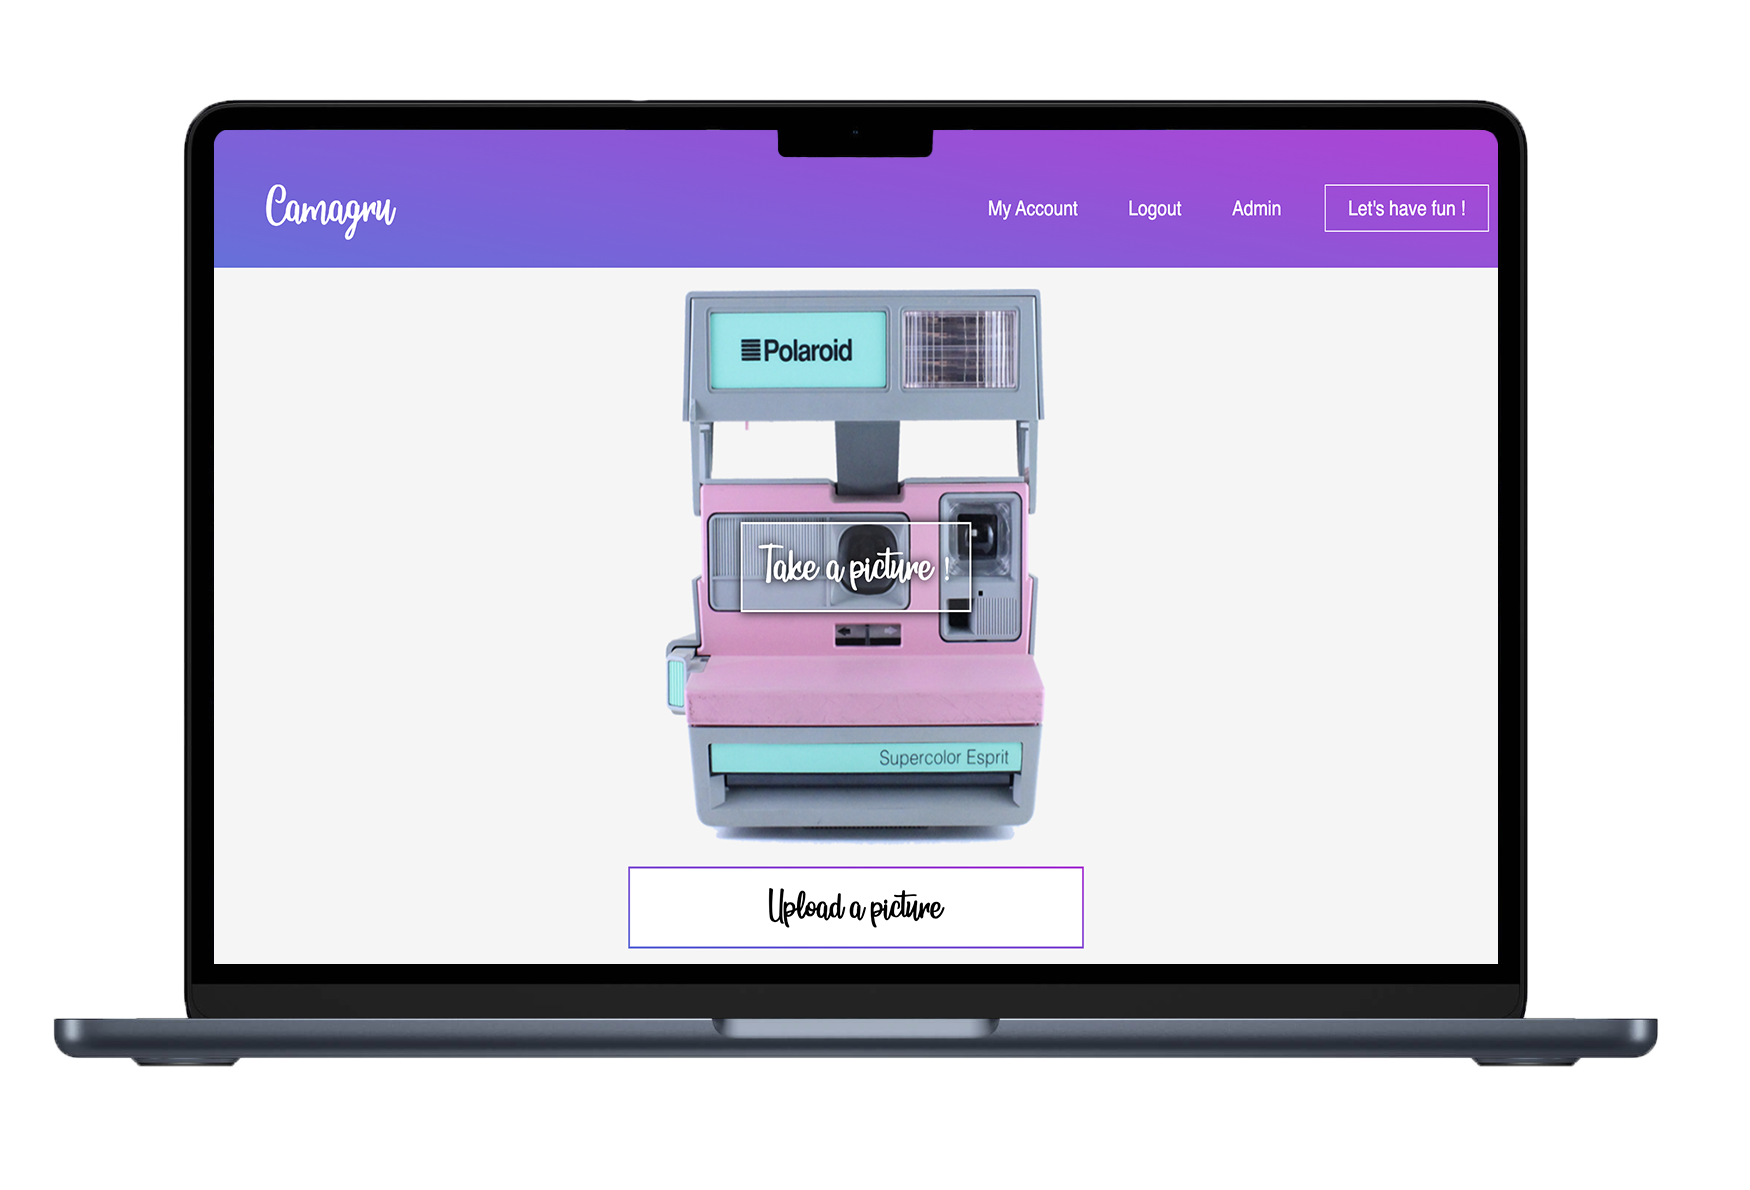 Camagru
My Account Logout Admin Let's have fun !
Polaroid
Take a picture !
Supercolor Esprit
Upload a picture